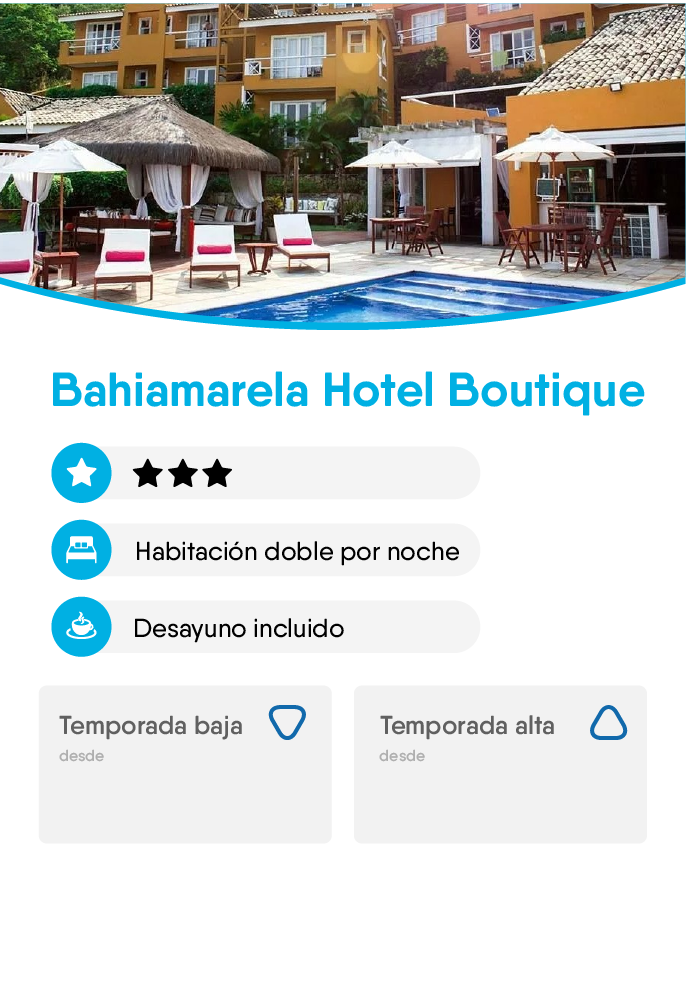 Bahiamarela Hotel Boutique
Habitación doble por noche
Desayuno incluido
Temporada baja
desde
Temporada alta
desde